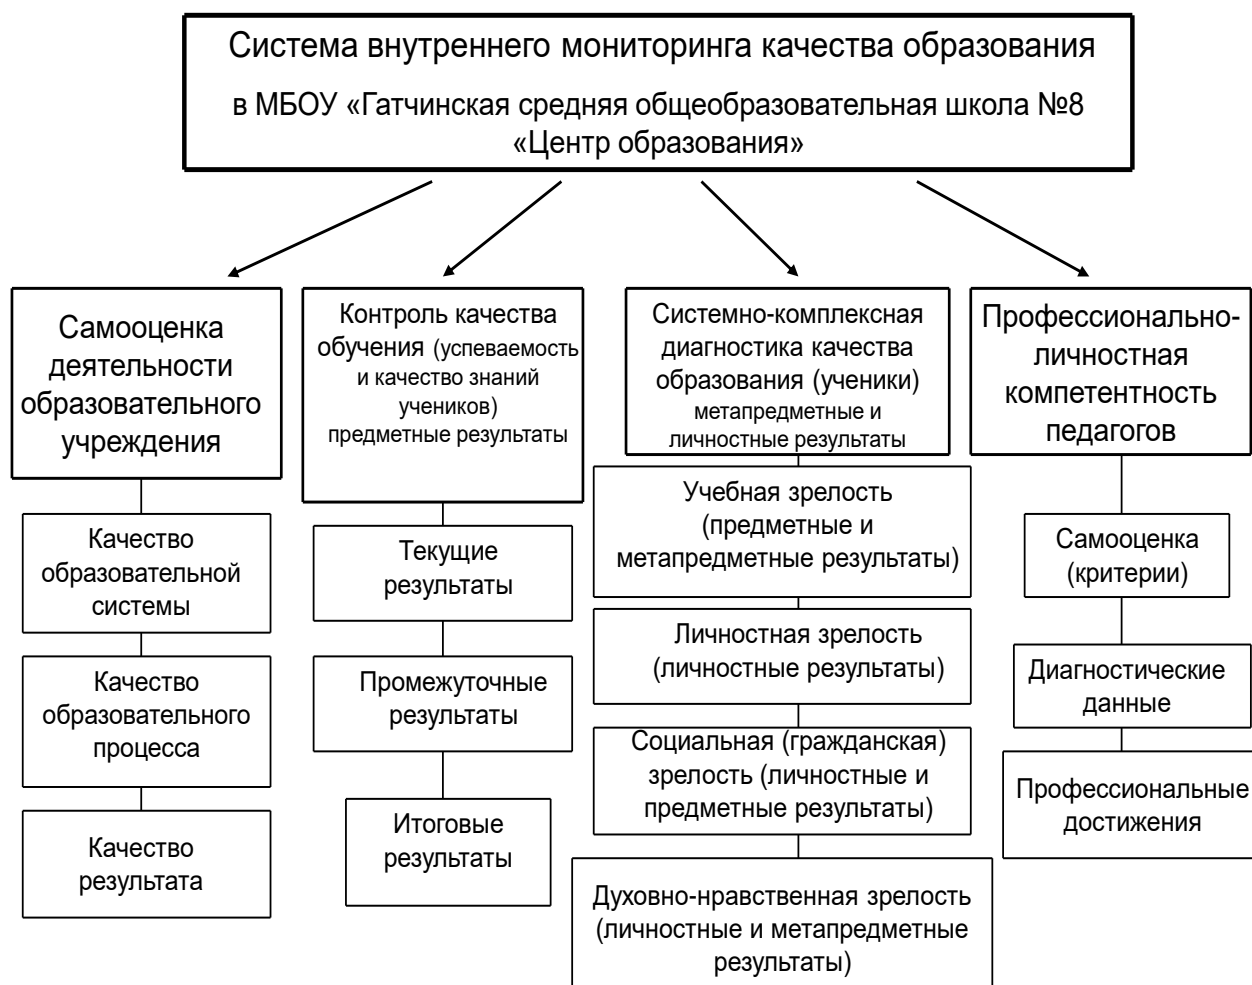 Система внутреннего мониторинга качества образования
в МБОУ «Гатчинская средняя общеобразовательная школа №8
«Центр образования»
Самооценка
деятельности
образовательного
учреждения
Качество
образовательной
системы
Качество
образовательного
процесса
Качество
результата
Контроль качества
обучения (успеваемость
и качество знаний
учеников)
предметные результаты
Текущие
результаты
Промежуточные
результаты
Итоговые
результаты
Системно-комплексная
диагностика качества
образования (ученики)
метапредметные и
личностные результаты
Учебная зрелость
(предметные и
метапредметные результаты)
Личностная зрелость
(личностные результаты)
Социальная (гражданская)
зрелость (личностные и
предметные результаты)
Духовно-нравственная зрелость
(личностные и метапредметные
результаты)
Профессионально-
личностная
компетентность
педагогов
Самооценка
(критерии)
Диагностические
данные
Профессиональные
достижения